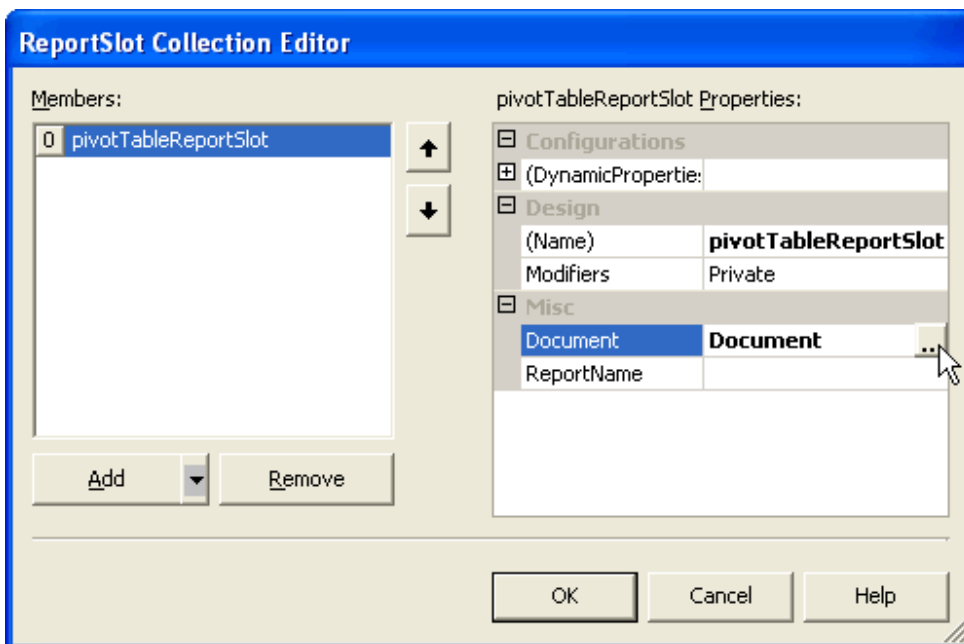 ReportSlot Collection Editor
Members:
0 pivotTableReportSlot
Add
Remove
pivotTableReportSlot Properties:
Configurations
(DynamicPropertie
Design
(Name) pivotTableReportSlot
Modifiers Private
Misc
Document Document ...
ReportName
OK Cancel Help